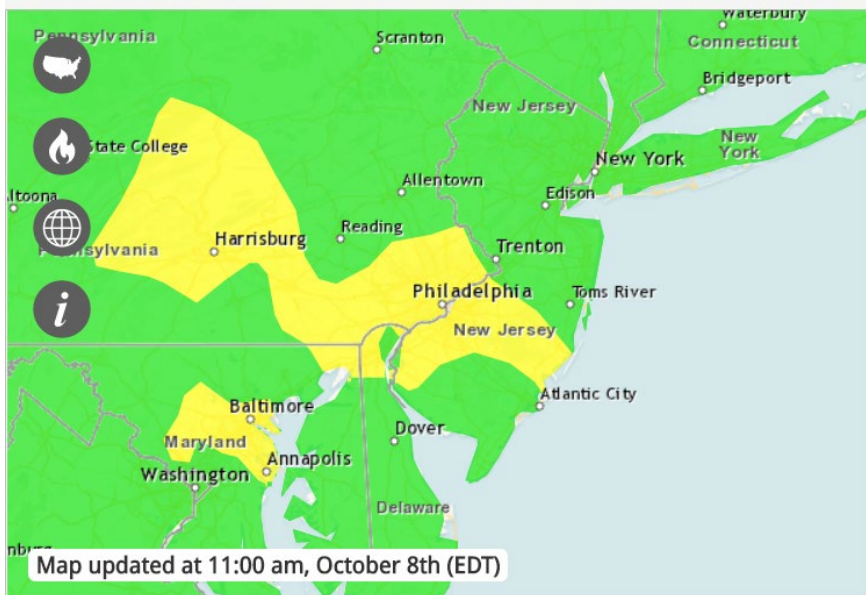 Waterbury
Pennsylvania
Scranton
Connecticut
Bridgeport
New Jersey
New
York
State College
New York
Allentown
Edison
Altoona
Reading
Harrisburg
Pennsylvania
Trenton
Philadelphia
Toms River
i
New Jersey
Atlantic City
Baltimore
Dover
Maryland
Annapolis
Washington
Delaware
Map updated at 11:00 am, October 8th (EDT)